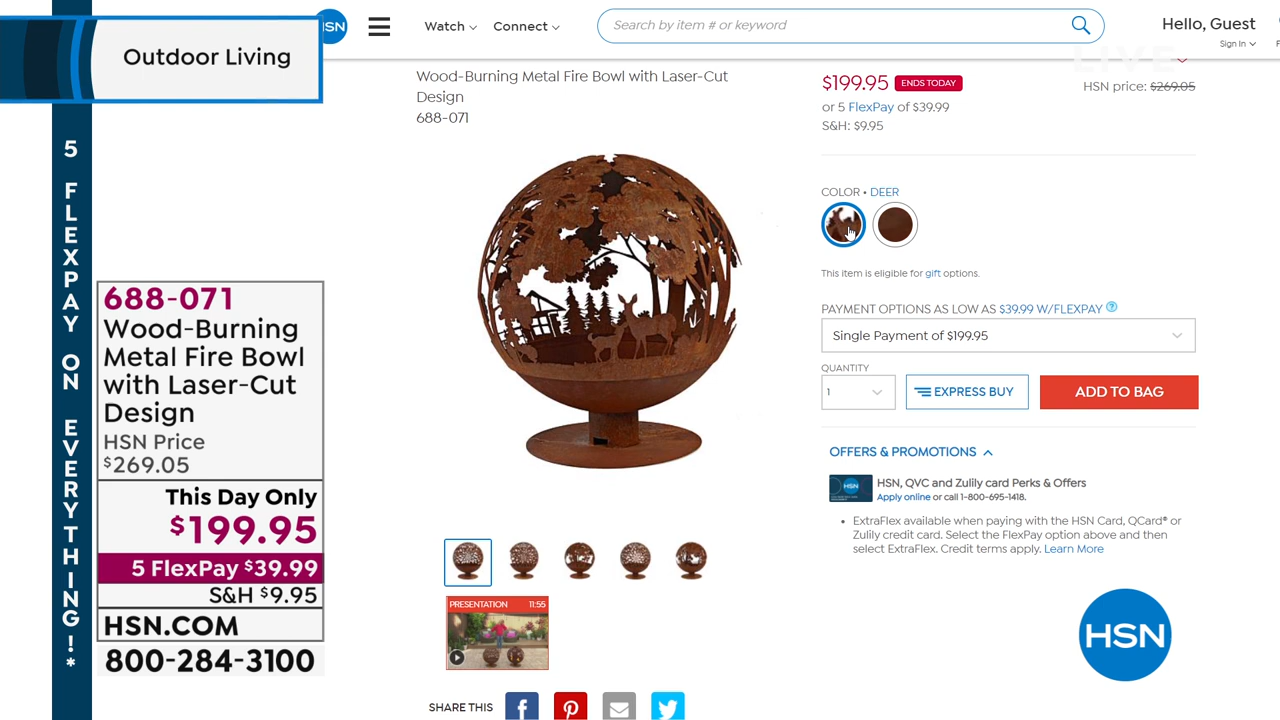 Outdoor Living
5 FLEXPAY ON EVERYTHING!*
688-071
Wood-Burning
Metal Fire Bowl
with Laser-Cut
Design
HSN Price
$269.05
This Day Only
$199.95
5 FlexPay $39.99
S&H $9.95
HSN.COM
800-284-3100
HSN
Watch
Connect
Search by item # or keyword
Hello, Guest
Sign In
LIVE
Wood-Burning Metal Fire Bowl with Laser-Cut
Design
688-071
$199.95 ENDS TODAY
HSN price: $269.05
or 5 FlexPay of $39.99
S&H: $9.95
COLOR • DEER
This item is eligible for gift options.
PAYMENT OPTIONS AS LOW AS $39.99 W/FLEXPAY ?
Single Payment of $199.95
QUANTITY
1
EXPRESS BUY
ADD TO BAG
OFFERS & PROMOTIONS
HSN
HSN, QVC and Zulily card Perks & Offers
Apply online or call 1-800-695-1418.
• ExtraFlex available when paying with the HSN Card, QCard® or
Zulily credit card. Select the FlexPay option above and then
select ExtraFlex. Credit terms apply. Learn More
PRESENTATION 11:55
SHARE THIS
HSN